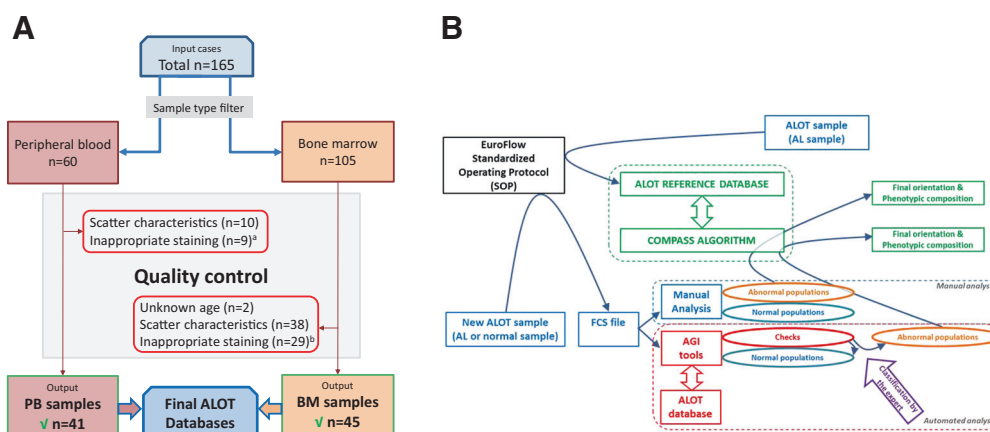 A
Input cases
Total n=165
Sample type filter
Peripheral blood
n=60
Bone marrow
n=105
Scatter characteristics (n=10)
Inappropriate staining (n=9)ᵃ
Quality control
Unknown age (n=2)
Scatter characteristics (n=38)
Inappropriate staining (n=29)ᵇ
Output
PB samples
√ n=41
Final ALOT
Databases
Output
BM samples
√ n=45
B
ALOT sample
(AL sample)
EuroFlow
Standardized
Operating Protocol
(SOP)
ALOT REFERENCE DATABASE
COMPASS ALGORITHM
Final orientation &
Phenotypic composition
Final orientation &
Phenotypic composition
Manual analys
New ALOT sample
(AL or normal sample)
FCS file
Manual
Analysis
Abnormal populations
Normal populations
AGI
tools
Checks
Normal populations
Abnormal populations
ALOT
database
Classification by
the expert
Automated analys